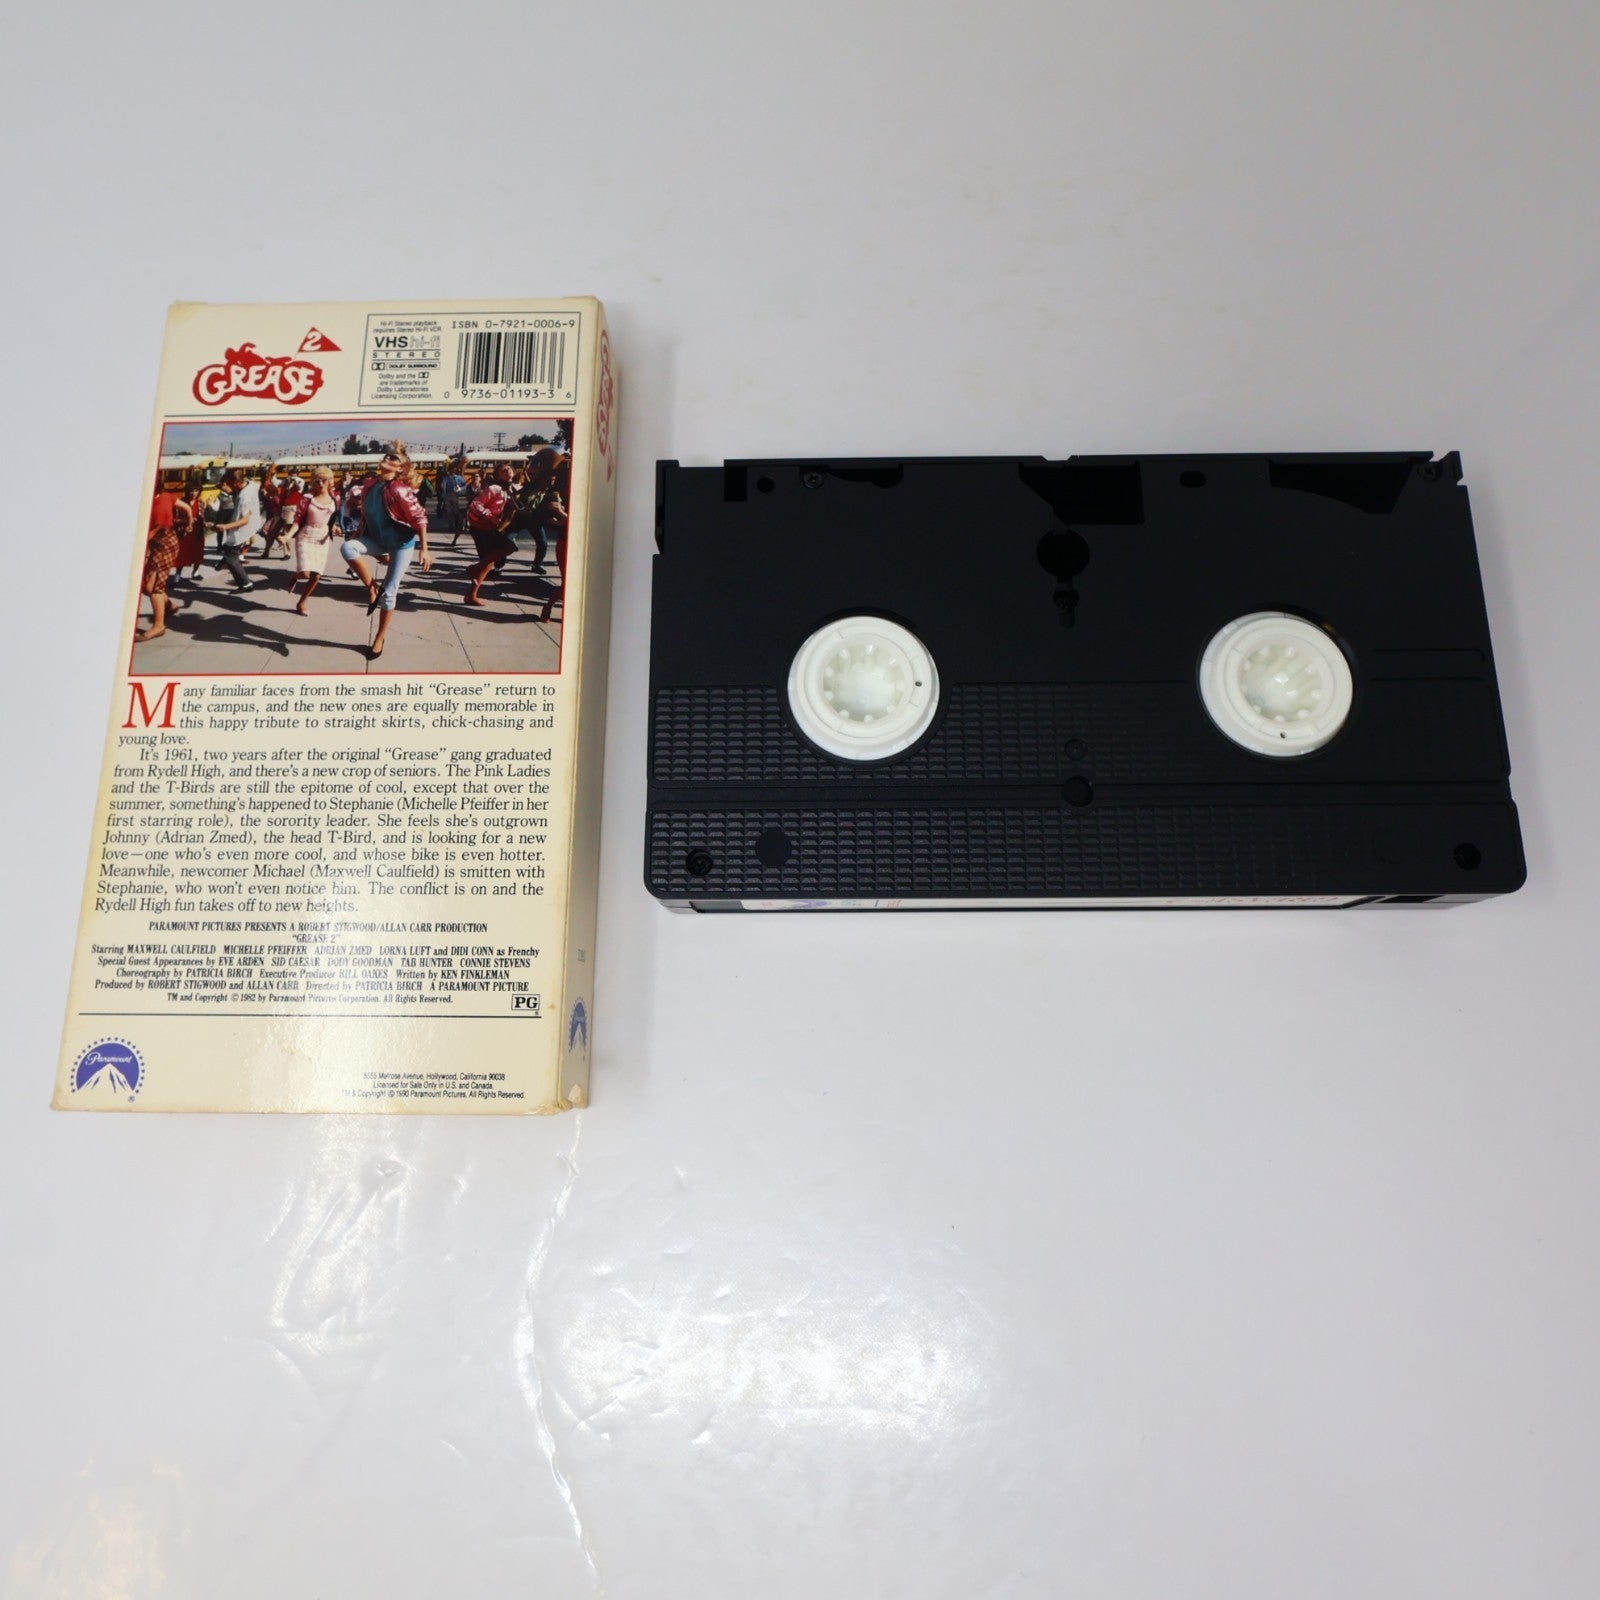 GREASE 2
Hi-Fi Stereo playback
requires Stereo Hi-Fi VCR
VHS hi-fi
STEREO
DOLBY SURROUND
Dolby and the
are trademarks of
Dolby Laboratories
Licensing Corporation.
ISBN 0-7921-0006-9
0 9736-01193-3 6
Many familiar faces from the smash hit "Grease" return to
the campus, and the new ones are equally memorable in
this happy tribute to straight skirts, chick-chasing and
young love.
It's 1961, two years after the original "Grease" gang graduated
from Rydell High, and there's a new crop of seniors. The Pink Ladies
and the T-Birds are still the epitome of cool, except that over the
summer, something's happened to Stephanie (Michelle Pfeiffer in her
first starring role), the sorority leader. She feels she's outgrown
Johnny (Adrian Zmed), the head T-Bird, and is looking for a new
love—one who's even more cool, and whose bike is even hotter.
Meanwhile, newcomer Michael (Maxwell Caulfield) is smitten with
Stephanie, who won't even notice him. The conflict is on and the
Rydell High fun takes off to new heights.
PARAMOUNT PICTURES PRESENTS A ROBERT STIGWOOD/ALLAN CARR PRODUCTION
"GREASE 2"
Starring MAXWELL CAULFIELD MICHELLE PFEIFFER ADRIAN ZMED LORNA LUFT and DIDI CONN as Frenchy
Special Guest Appearances by EVE ARDEN SID CAESAR DODY GOODMAN TAB HUNTER CONNIE STEVENS
Choreography by PATRICIA BIRCH Executive Producer BILL OAKES Written by KEN FINKLEMAN
Produced by ROBERT STIGWOOD and ALLAN CARR Directed by PATRICIA BIRCH A PARAMOUNT PICTURE
TM and Copyright © 1982 by Paramount Pictures Corporation. All Rights Reserved.
PG
®
Paramount
®
5555 Melrose Avenue, Hollywood, California 90038
Licensed for Sale Only in U.S. and Canada.
TM & Copyright © 1990 Paramount Pictures. All Rights Reserved.